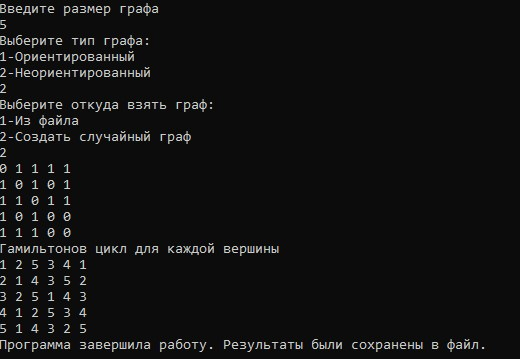 Введите размер графа
5
Выберите тип графа:
1-Ориентированный
2-Неориентированный
2
Выберите откуда взять граф:
1-Из файла
2-Создать случайный граф
2
0 1 1 1 1
1 0 1 0 1
1 1 0 1 1
1 0 1 0 0
1 1 1 0 0
Гамильтонов цикл для каждой вершины
1 2 5 3 4 1
2 1 4 3 5 2
3 2 5 1 4 3
4 1 2 5 3 4
5 1 4 3 2 5
Программа завершила работу. Результаты были сохранены в файл.